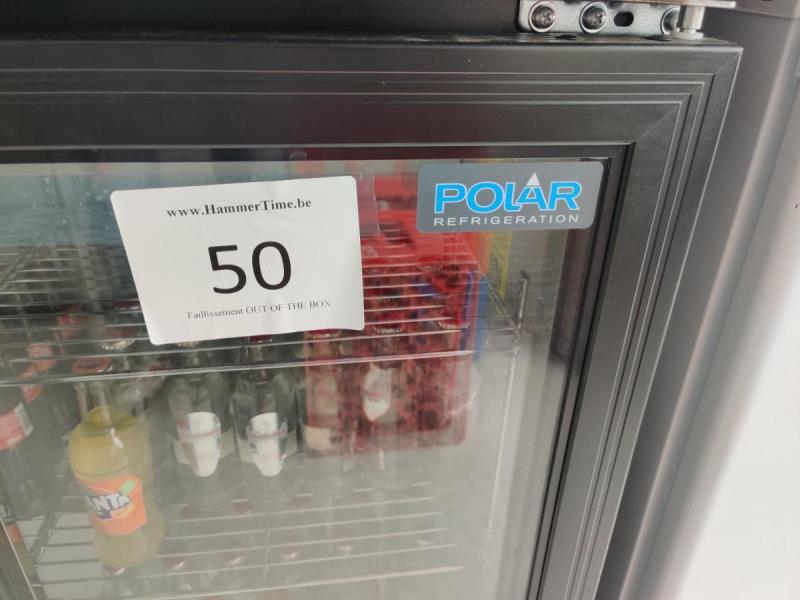 www.HammerTime.be
50
Faillissement OUT OF THE BOX
POLAR
REFRIGERATION
FANTA